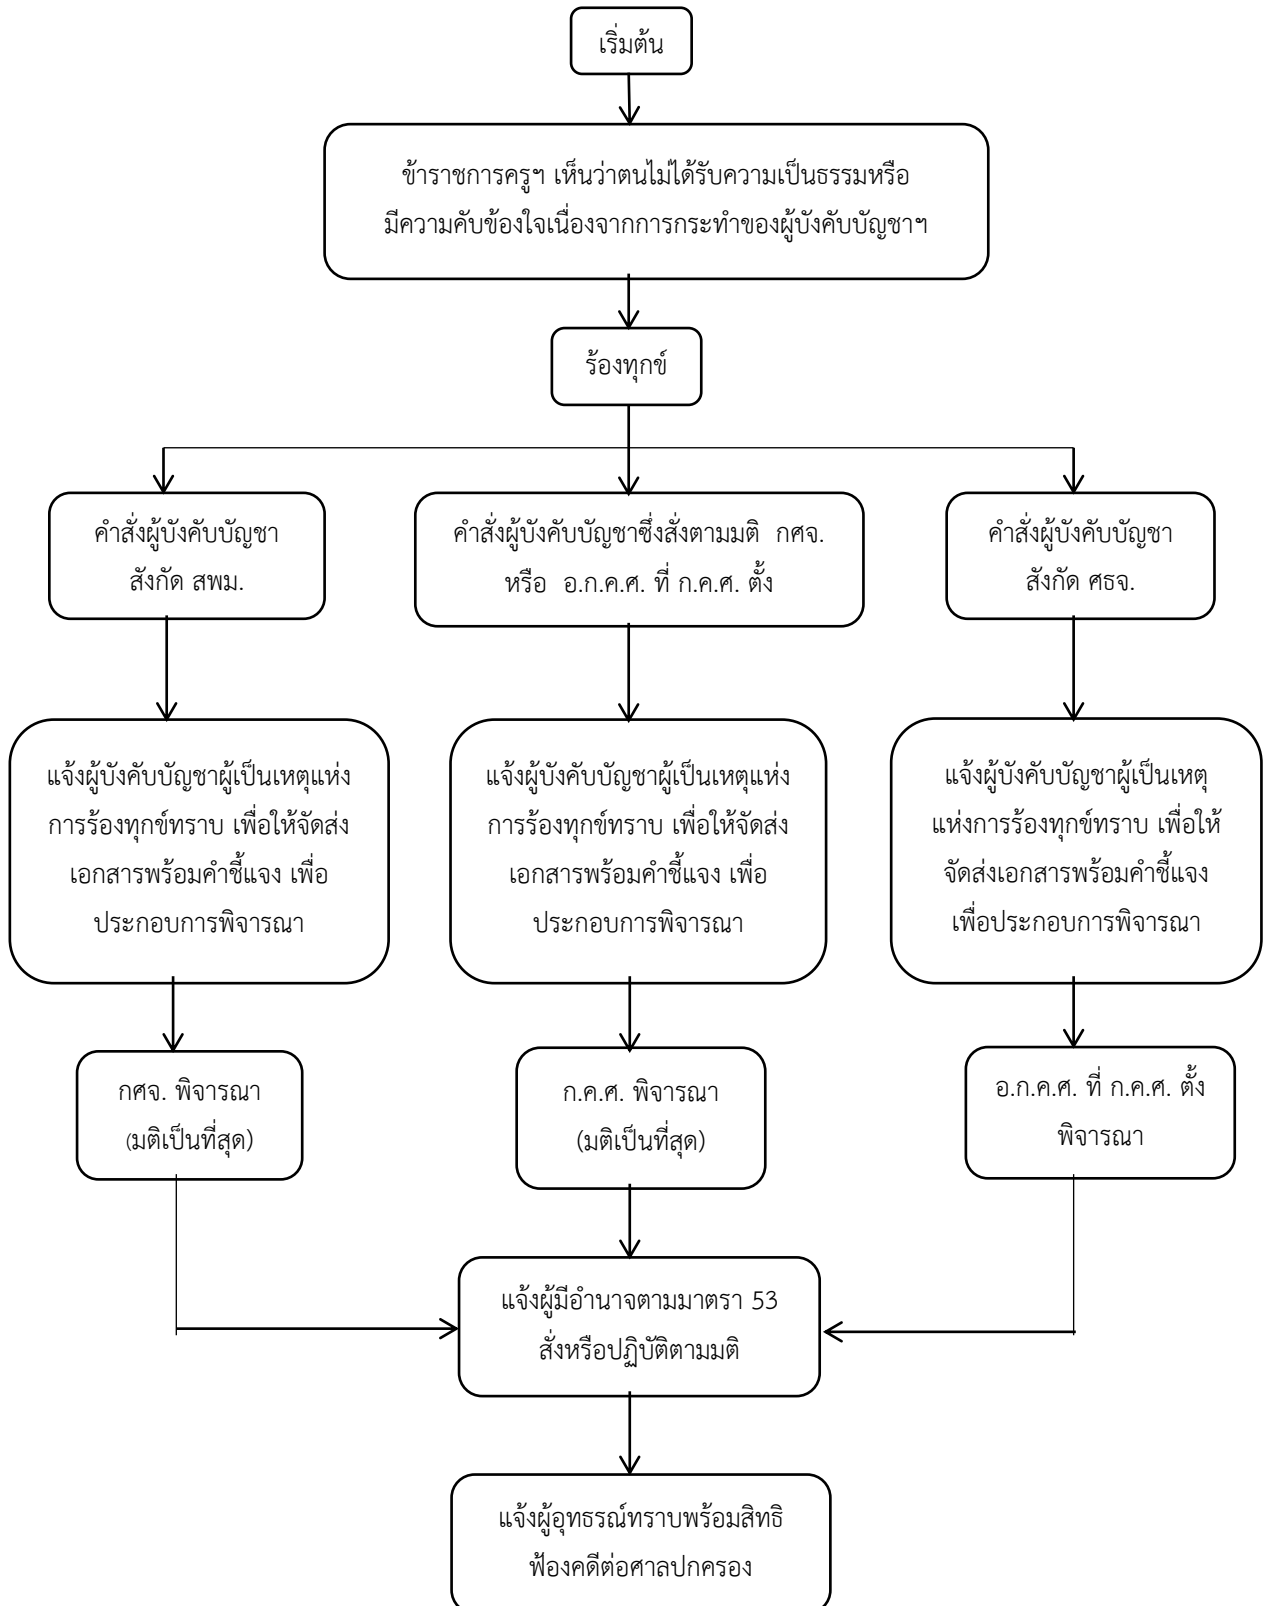 เริ่มต้น
ข้าราชการครูฯ เห็นว่าตนไม่ได้รับความเป็นธรรมหรือ
มีความคับข้องใจเนื่องจากการกระทำของผู้บังคับบัญชาฯ
ร้องทุกข์
คำสั่งผู้บังคับบัญชา
สังกัด สพม.
คำสั่งผู้บังคับบัญชาซึ่งสั่งตามมติ กศจ.
หรือ อ.ก.ค.ศ. ที่ ก.ค.ศ. ตั้ง
คำสั่งผู้บังคับบัญชา
สังกัด ศธจ.
แจ้งผู้บังคับบัญชาผู้เป็นเหตุแห่ง
การร้องทุกข์ทราบ เพื่อให้จัดส่ง
เอกสารพร้อมคำชี้แจง เพื่อ
ประกอบการพิจารณา
แจ้งผู้บังคับบัญชาผู้เป็นเหตุแห่ง
การร้องทุกข์ทราบ เพื่อให้จัดส่ง
เอกสารพร้อมคำชี้แจง เพื่อ
ประกอบการพิจารณา
แจ้งผู้บังคับบัญชาผู้เป็นเหตุ
แห่งการร้องทุกข์ทราบ เพื่อให้
จัดส่งเอกสารพร้อมคำชี้แจง
เพื่อประกอบการพิจารณา
กศจ. พิจารณา
(มติเป็นที่สุด)
ก.ค.ศ. พิจารณา
(มติเป็นที่สุด)
อ.ก.ค.ศ. ที่ ก.ค.ศ. ตั้ง
พิจารณา
แจ้งผู้มีอำนาจตามมาตรา 53
สั่งหรือปฏิบัติตามมติ
แจ้งผู้อุทธรณ์ทราบพร้อมสิทธิ
ฟ้องคดีต่อศาลปกครอง